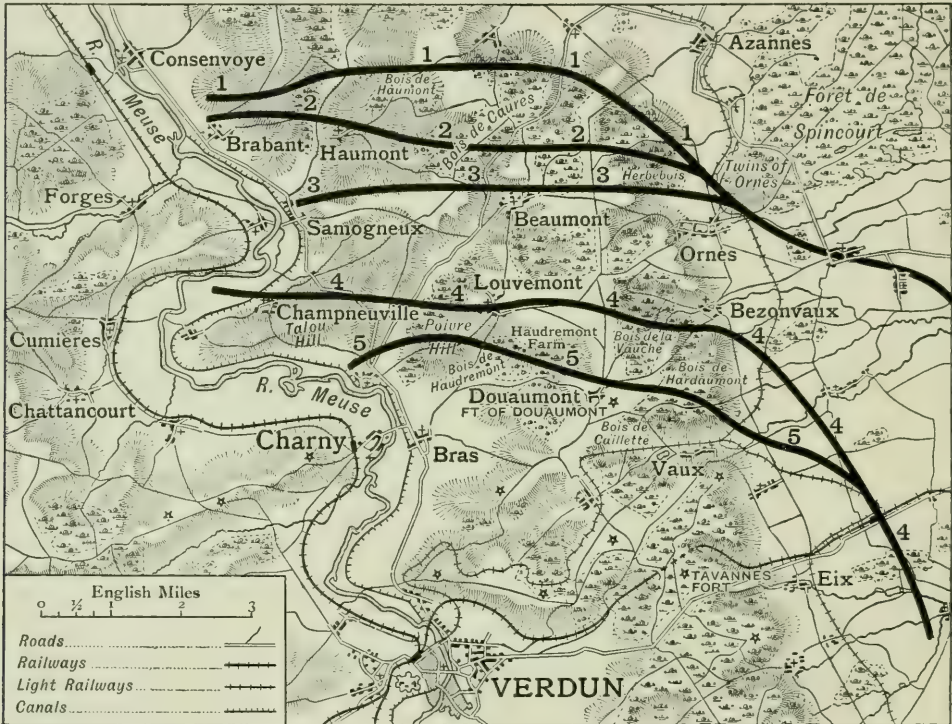 Consenvoye
Azannes
R. Meuse
1
1
1
1
Bois de
Haumont
Forêt de
Spincourt
2
2
2
Brabant
Haumont
Bois de Caures
Herbebois
Twins of
Ornes
3
3
3
Forges
Samogneux
Beaumont
Ornes
4
4
4
4
4
4
Louvemont
Champneuville
Talou
Hill
Poivre
Hill
Bezonvaux
Cumières
Haudremont
Farm
Bois de la
Vauche
5
5
5
Bois de
Haudremont
Bois de
Hardaumont
R. Meuse
Douaumont
FT. OF DOUAUMONT
Chattancourt
Bois de
Caillette
Charny
Bras
Vaux
TAVANNES
FORT
Eix
VERDUN
English Miles
0 ½ 1 2 3
Roads
Railways
Light Railways
Canals